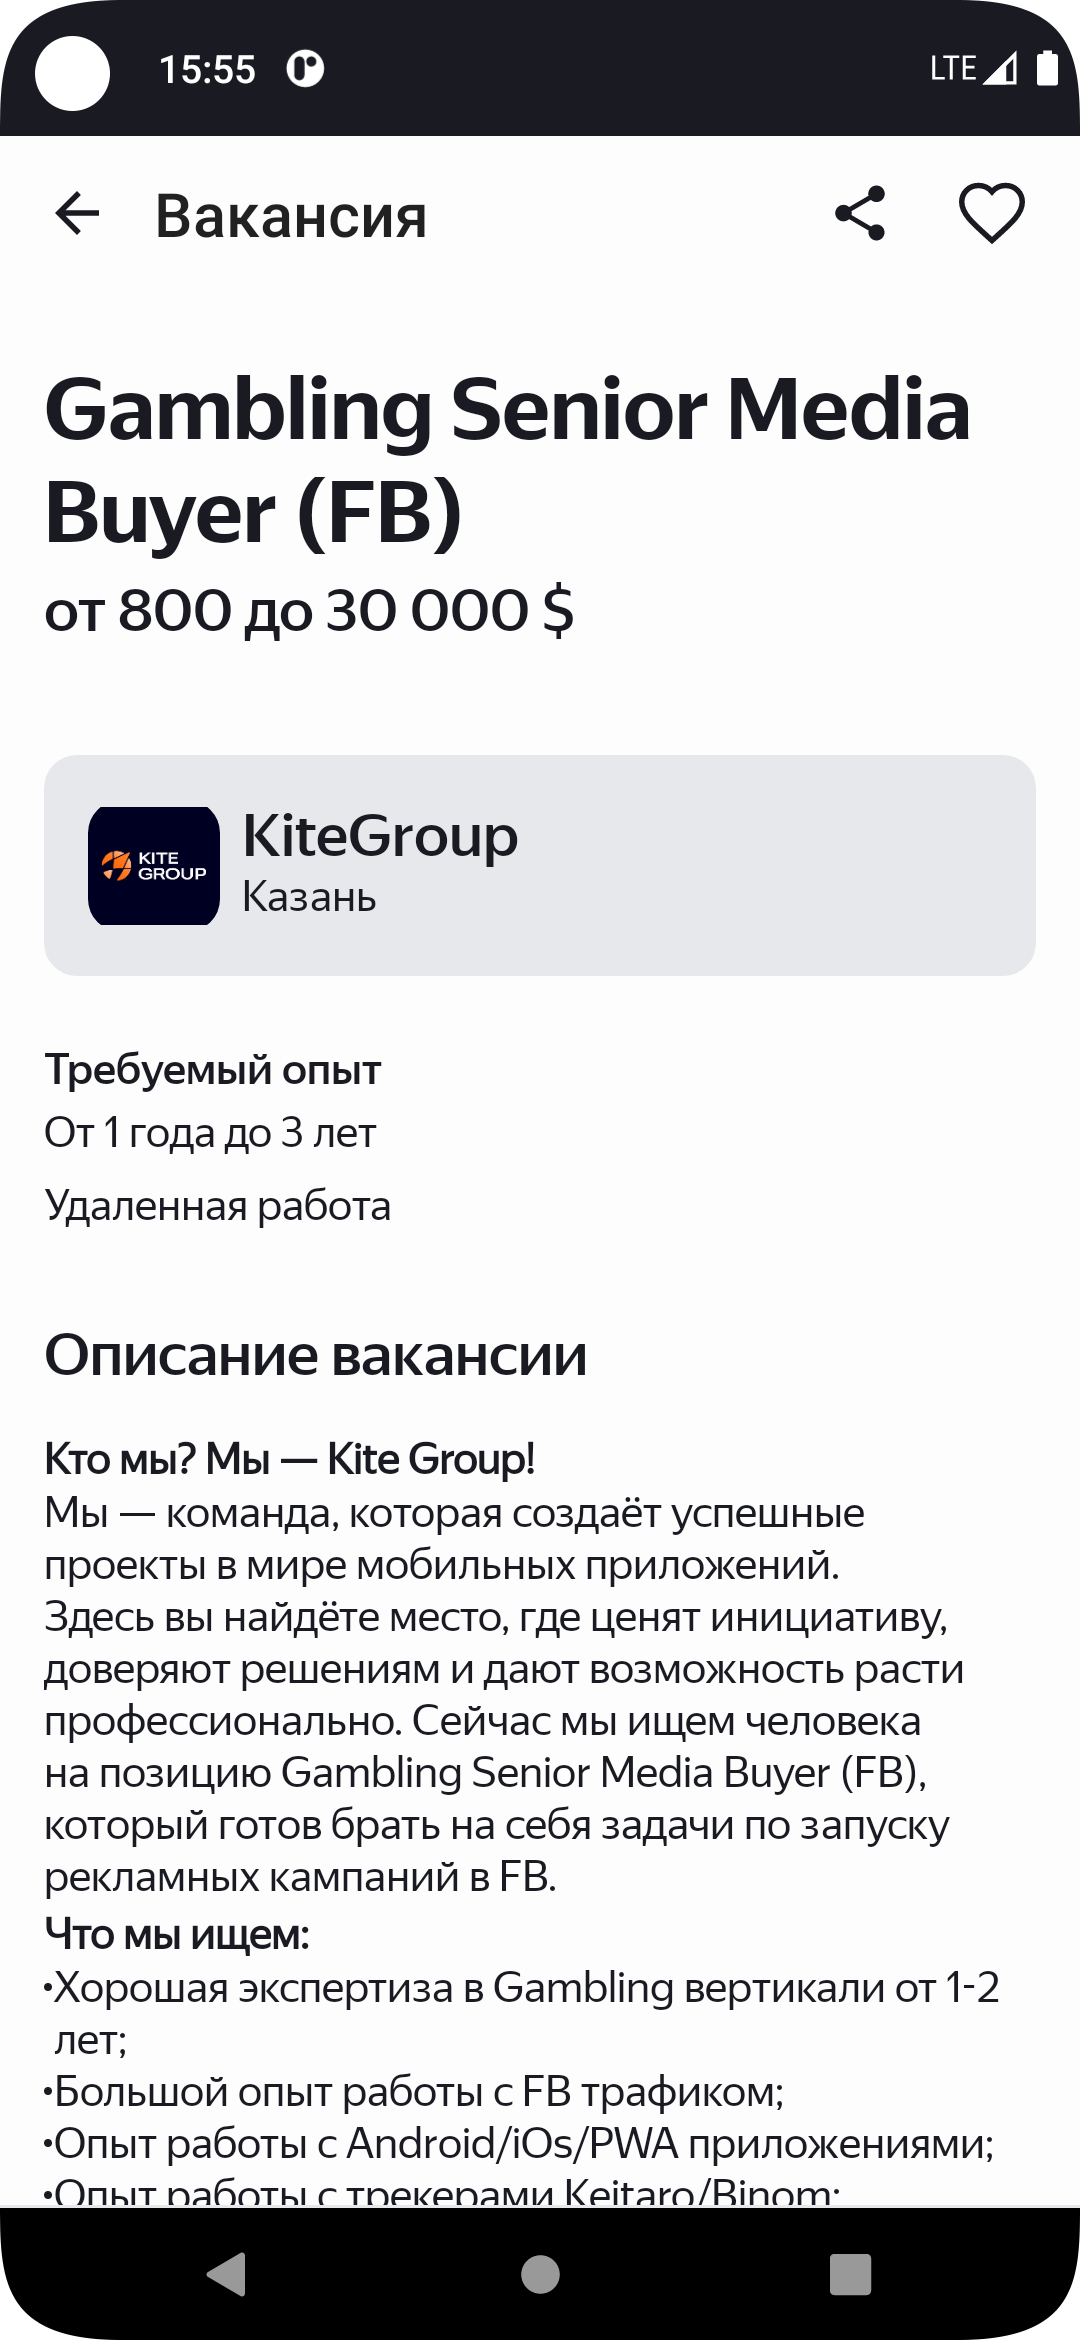 15:55
LTE
Вакансия
Gambling Senior Media
Buyer (FB)
от 800 до 30 000 $
KITE
GROUP
KiteGroup
Казань
Требуемый опыт
От 1 года до 3 лет
Удаленная работа
Описание вакансии
Кто мы? Мы — Kite Group!
Мы — команда, которая создаёт успешные
проекты в мире мобильных приложений.
Здесь вы найдёте место, где ценят инициативу,
доверяют решениям и дают возможность расти
профессионально. Сейчас мы ищем человека
на позицию Gambling Senior Media Buyer (FB),
который готов брать на себя задачи по запуску
рекламных кампаний в FB.
Что мы ищем:
•Хорошая экспертиза в Gambling вертикали от 1-2
лет;
•Большой опыт работы с FB трафиком;
•Опыт работы с Android/iOs/PWA приложениями;
•Опыт работы с трекерами Keitaro/Binom;